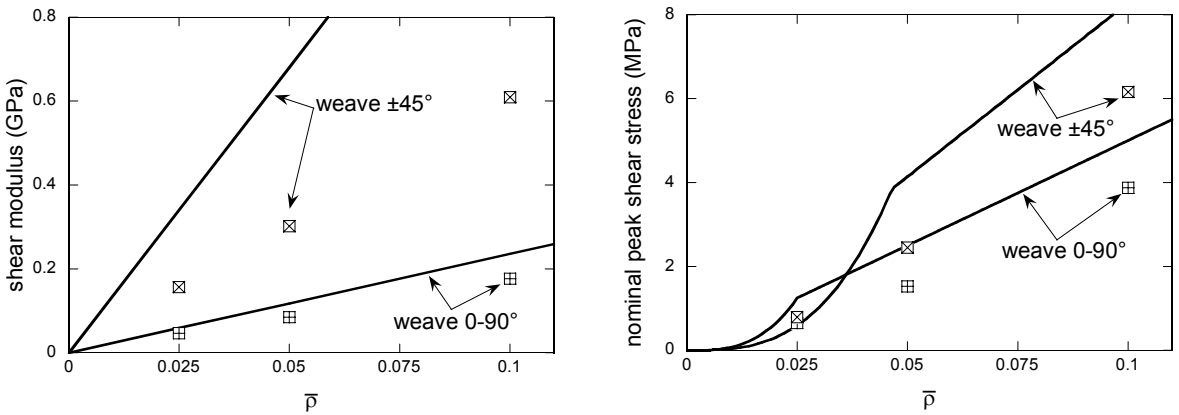 shear modulus (GPa)
0.8
0.6
0.4
0.2
0
weave ±45°
weave 0-90°
0
0.025
0.05
0.075
0.1
ρ̅
nominal peak shear stress (MPa)
8
6
4
2
0
weave ±45°
weave 0-90°
0
0.025
0.05
0.075
0.1
ρ̅